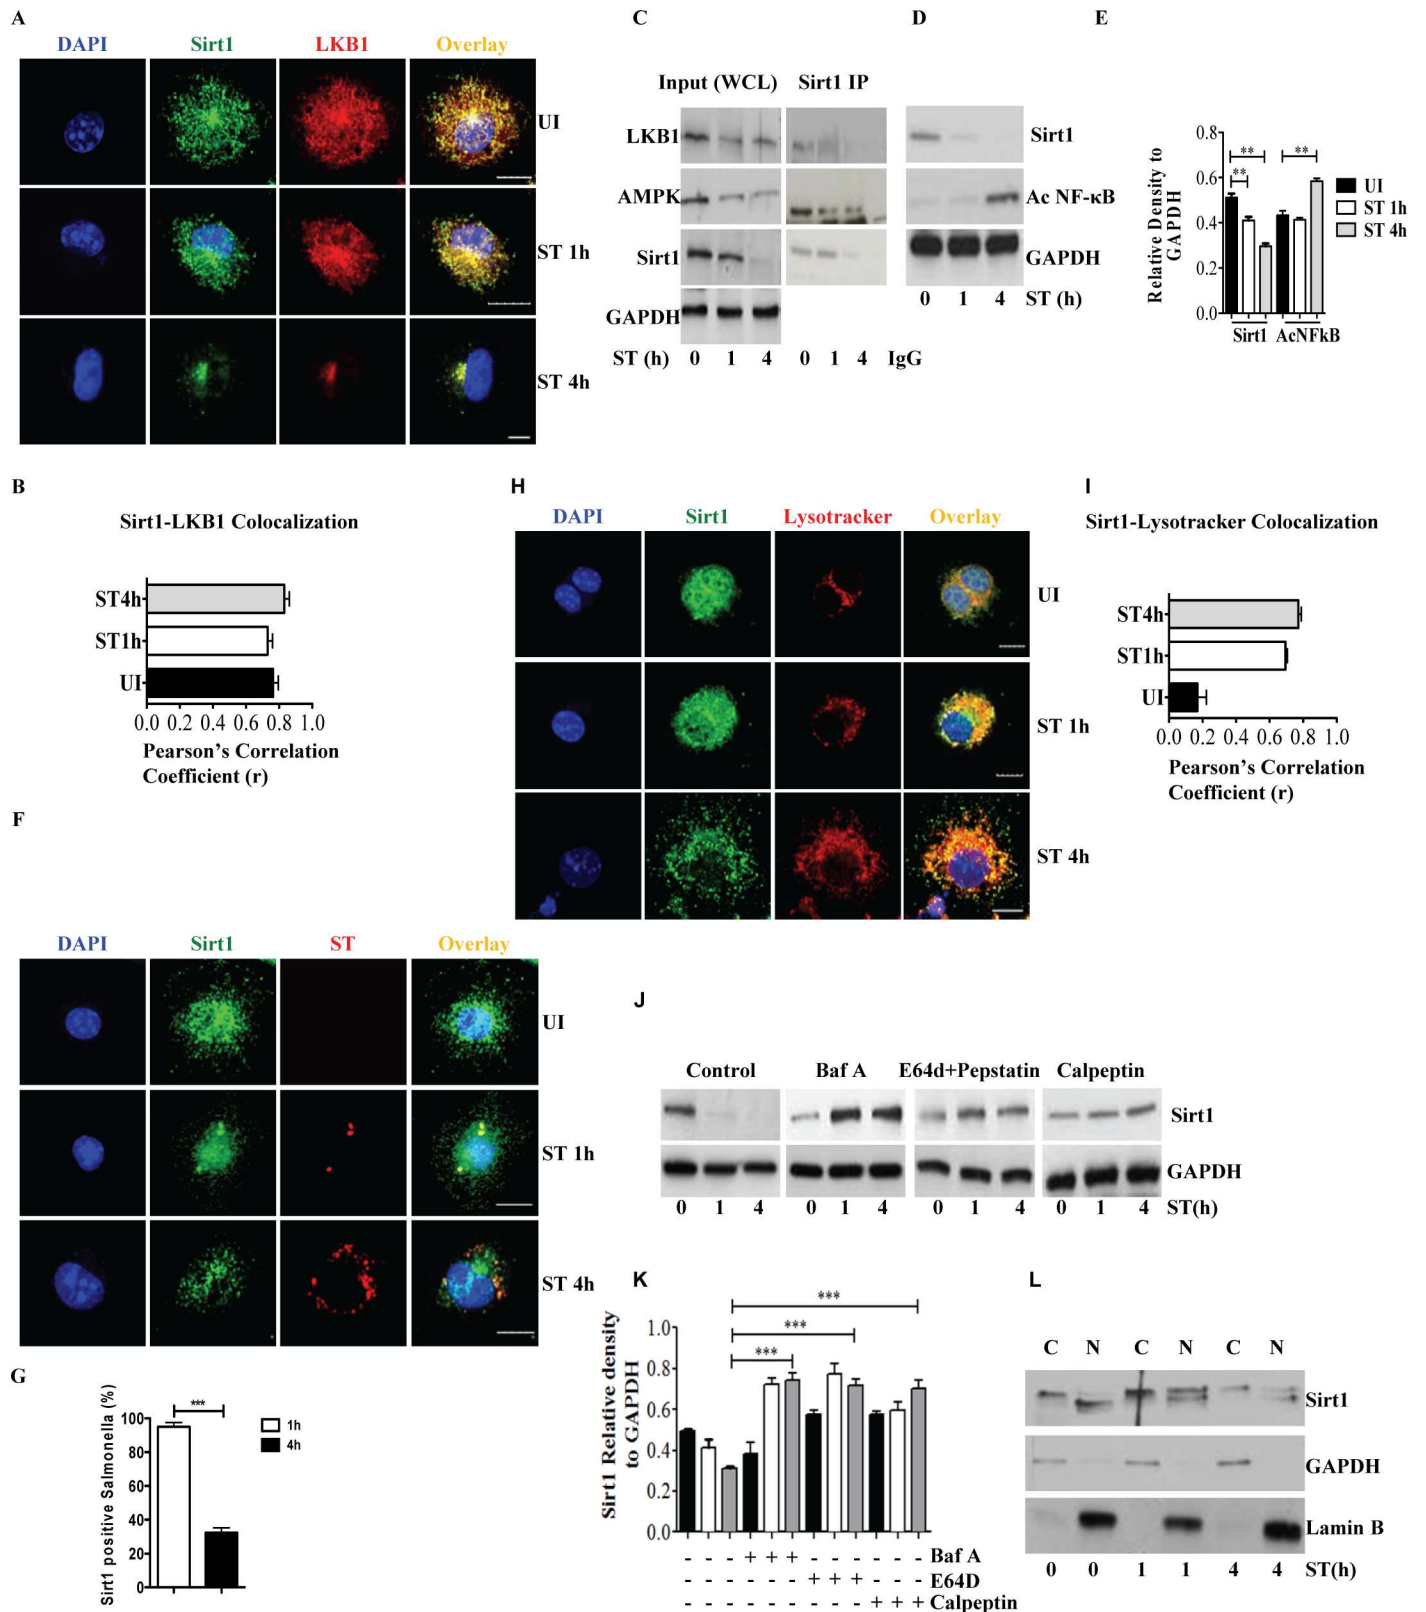 A
DAPI Sirt1 LKB1 Overlay
UI
ST 1h
ST 4h
B
Sirt1-LKB1 Colocalization
ST4h
ST1h
UI
0.0 0.2 0.4 0.6 0.8 1.0
Pearson's Correlation
Coefficient (r)
C
Input (WCL) Sirt1 IP
LKB1
AMPK
Sirt1
GAPDH
ST (h) 0 1 4 0 1 4 IgG
D
Sirt1
Ac NF-κB
GAPDH
0 1 4 ST (h)
E
Relative Density to
GAPDH
0.8
0.6
0.4
0.2
0.0
** ** **
UI
ST 1h
ST 4h
Sirt1 AcNFkB
F
DAPI Sirt1 ST Overlay
UI
ST 1h
ST 4h
G
Sirt1 positive Salmonella (%)
100
80
60
40
20
0
***
1h
4h
H
DAPI Sirt1 Lysotracker Overlay
UI
ST 1h
ST 4h
I
Sirt1-Lysotracker Colocalization
ST4h
ST1h
UI
0.0 0.2 0.4 0.6 0.8 1.0
Pearson's Correlation
Coefficient (r)
J
Control Baf A E64d+Pepstatin Calpeptin
Sirt1
GAPDH
0 1 4 0 1 4 0 1 4 0 1 4 ST(h)
K
Sirt1 Relative density
to GAPDH
1.0
0.8
0.6
0.4
0.2
0.0
***
***
***
- - - + + + - - - - - - Baf A
- - - - - - + + + - - - E64D
- - - - - - - - - + + + Calpeptin
L
C N C N C N
Sirt1
GAPDH
Lamin B
0 0 1 1 4 4 ST(h)